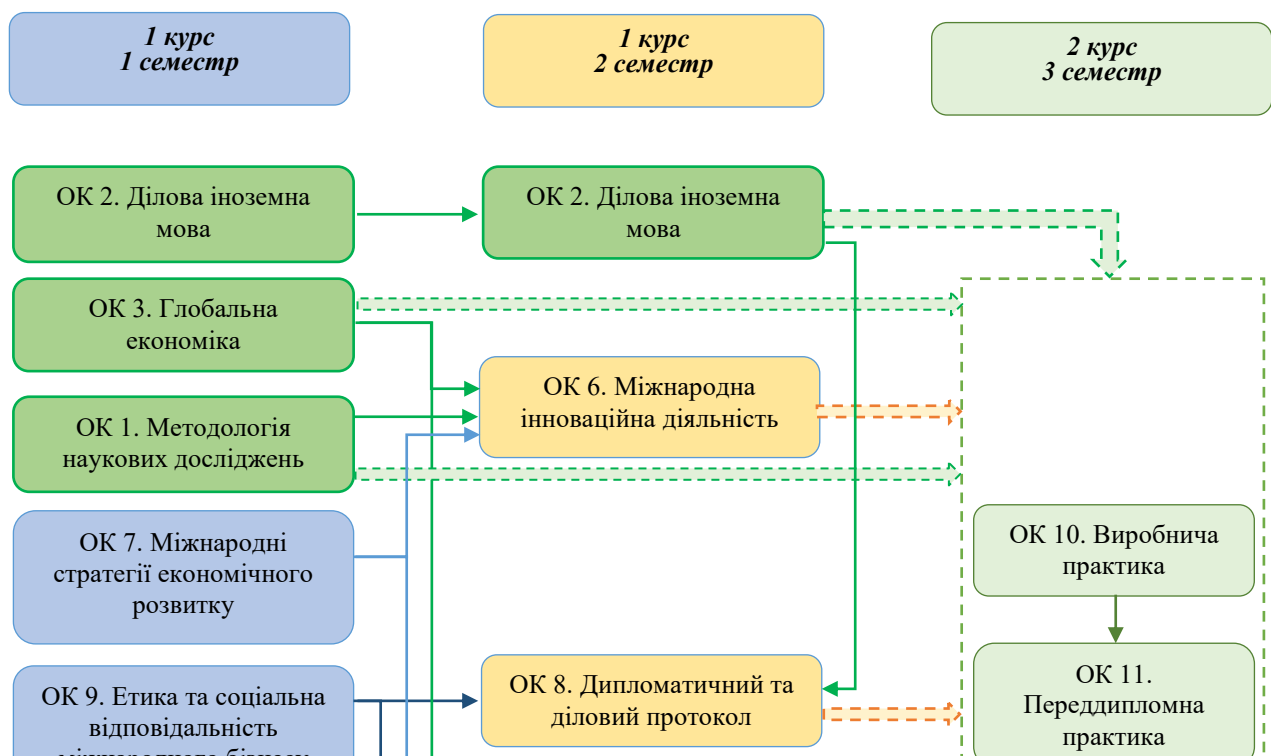 1 курс
1 семестр
1 курс
2 семестр
2 курс
3 семестр
ОК 2. Ділова іноземна
мова
ОК 2. Ділова іноземна
мова
ОК 3. Глобальна
економіка
ОК 6. Міжнародна
інноваційна діяльність
ОК 1. Методологія
наукових досліджень
ОК 7. Міжнародні
стратегії економічного
розвитку
ОК 10. Виробнича
практика
ОК 9. Етика та соціальна
відповідальність
ОК 8. Дипломатичний та
діловий протокол
ОК 11.
Переддипломна
практика